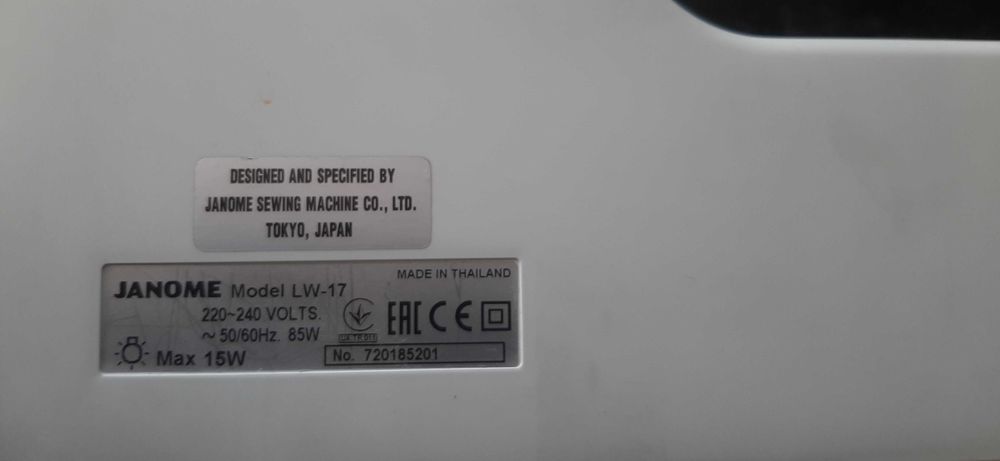 DESIGNED AND SPECIFIED BY
JANOME SEWING MACHINE CO., LTD.
TOKYO, JAPAN
MADE IN THAILAND
JANOME Model LW-17
220~240 VOLTS.
~ 50/60Hz. 85W
Max 15W
EAC CE
No. 720185201